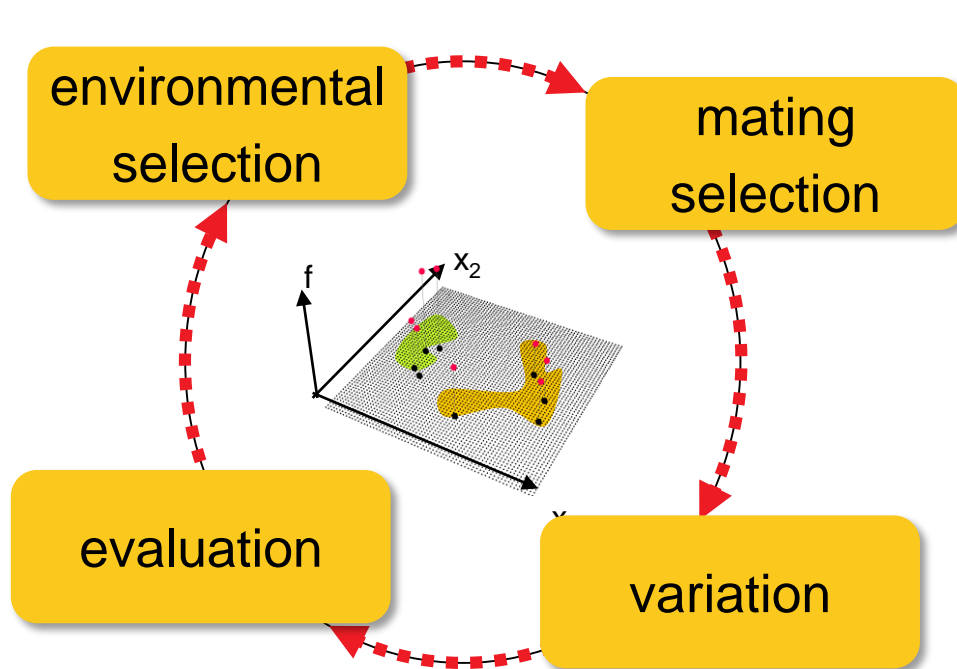 environmental
selection
mating
selection
f
x2
x
evaluation
variation